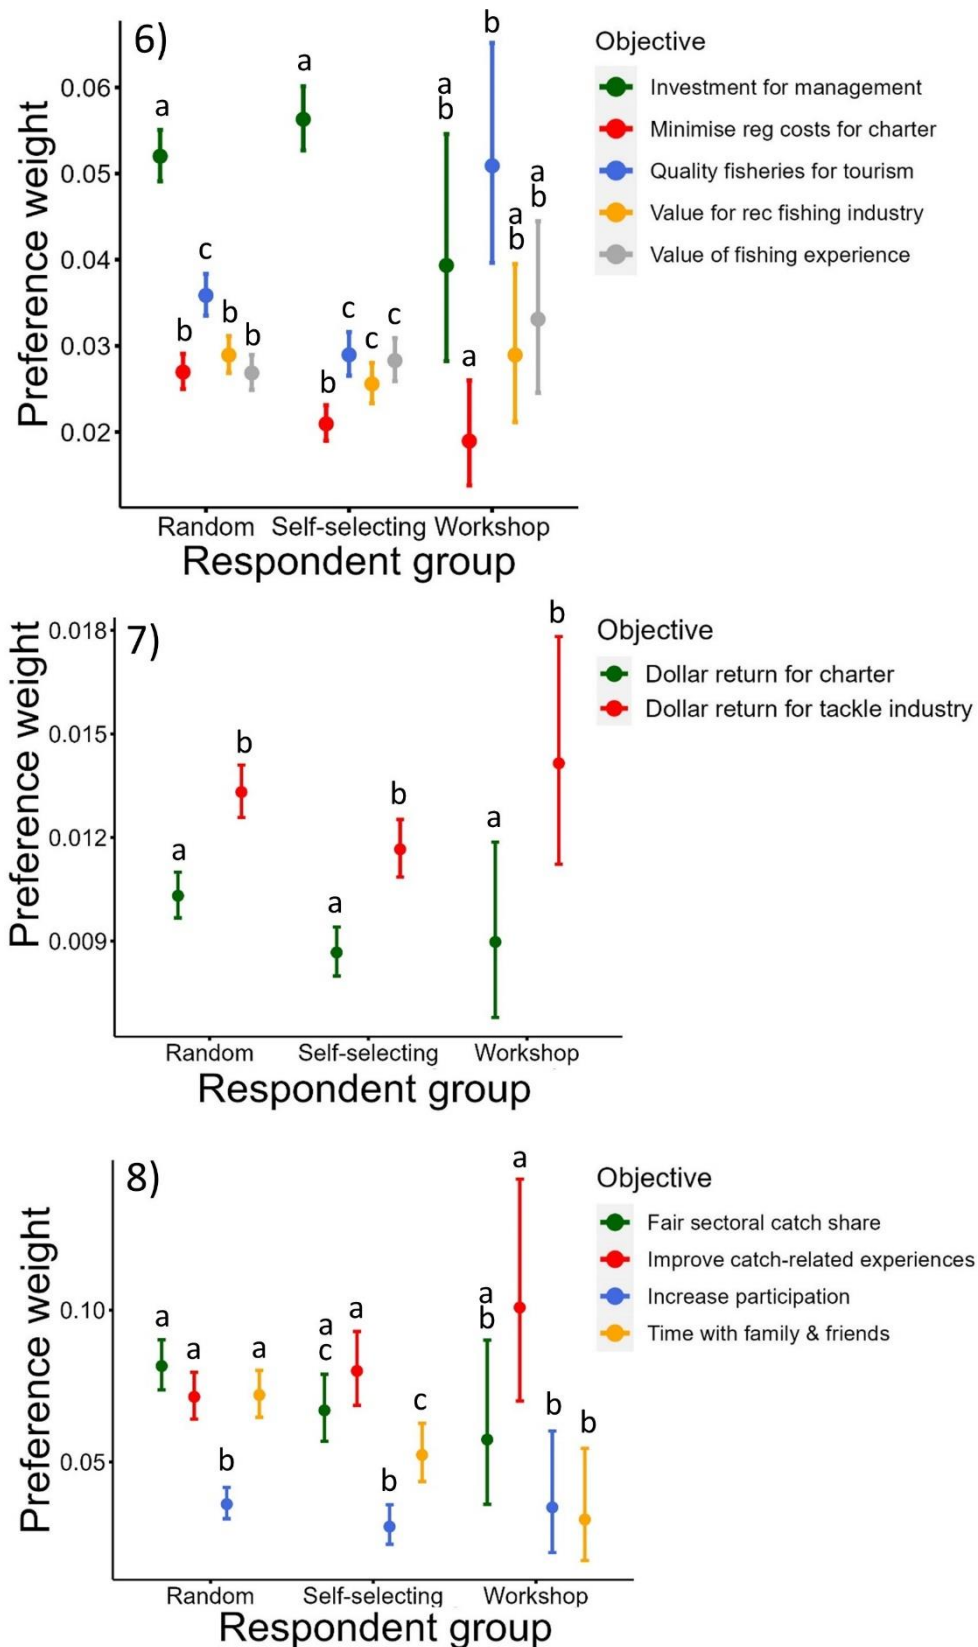 6)
Preference weight
0.06
0.05
0.04
0.03
0.02
a
b
c
b
b
a
b
c
c
c
a
b
a
b
a
b
a
b
Random Self-selecting Workshop
Respondent group
Objective
Investment for management
Minimise reg costs for charter
Quality fisheries for tourism
Value for rec fishing industry
Value of fishing experience
7)
Preference weight
0.018
0.015
0.012
0.009
a
b
a
b
a
b
Random Self-selecting Workshop
Respondent group
Objective
Dollar return for charter
Dollar return for tackle industry
8)
Preference weight
0.10
0.05
a
a
b
a
a
c
a
b
c
a
b
a
b
b
Random Self-selecting Workshop
Respondent group
Objective
Fair sectoral catch share
Improve catch-related experiences
Increase participation
Time with family & friends